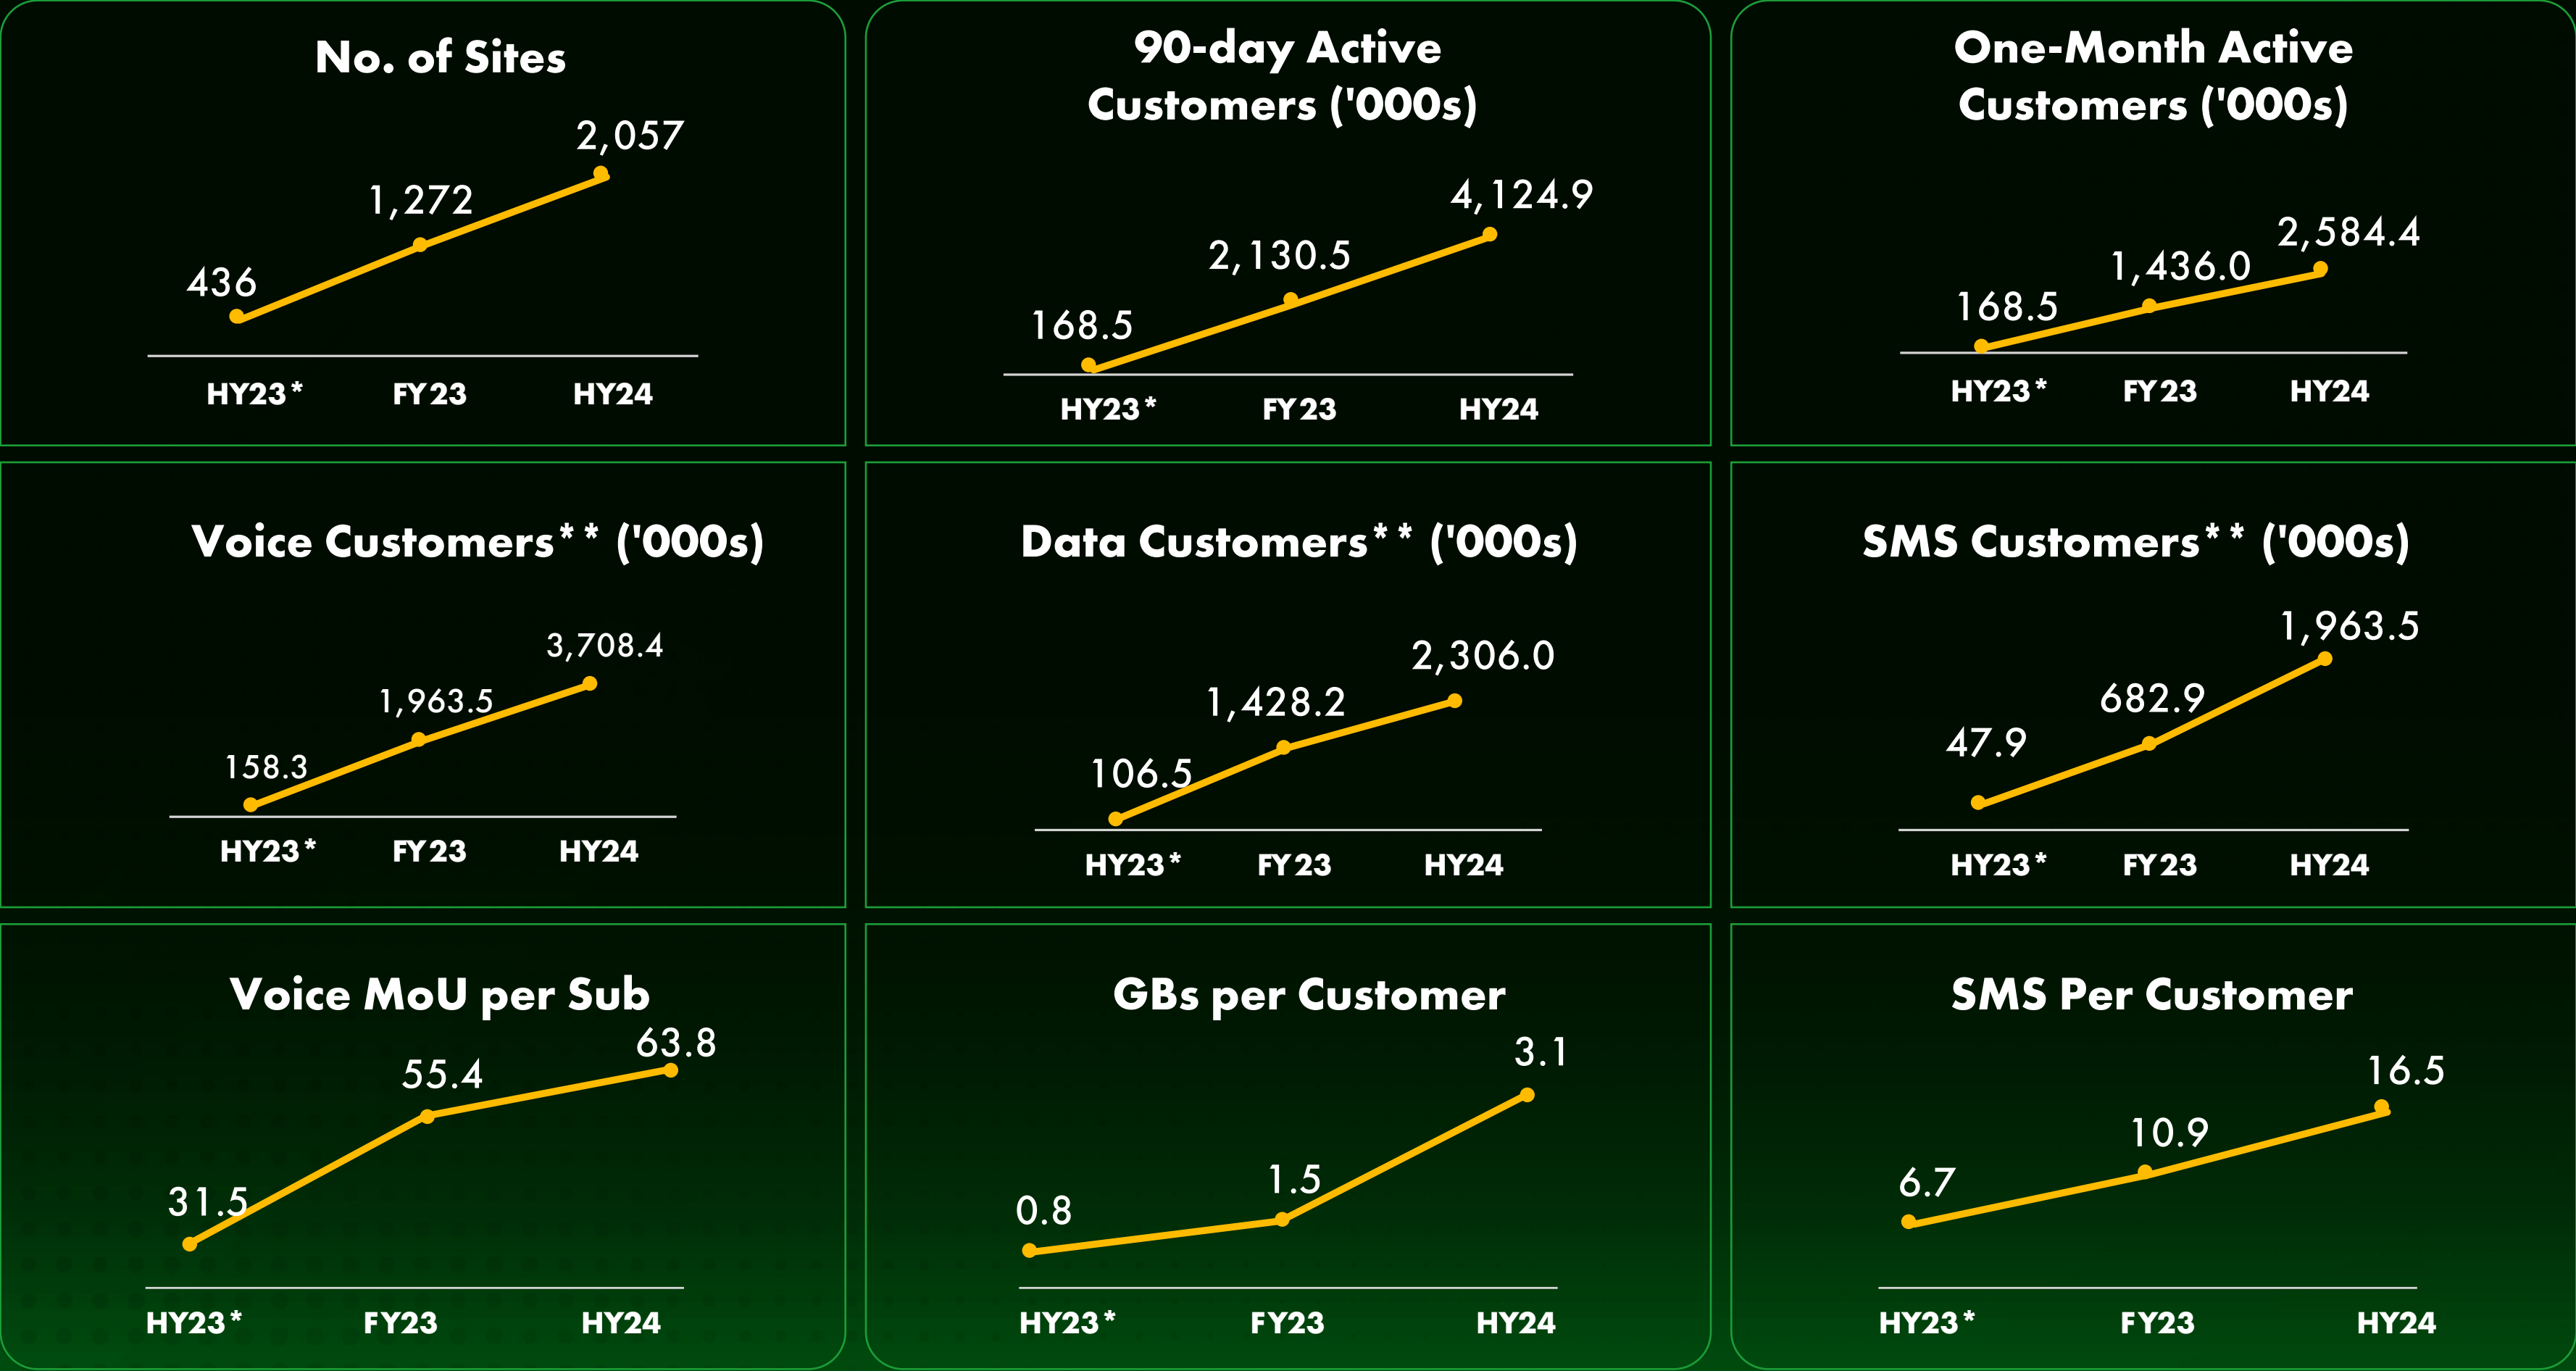 No. of Sites
2,057
1,272
436
HY23* FY23 HY24
90-day Active
Customers ('000s)
4,124.9
2,130.5
168.5
HY23* FY23 HY24
One-Month Active
Customers ('000s)
2,584.4
1,436.0
168.5
HY23* FY23 HY24
Voice Customers** ('000s)
3,708.4
1,963.5
158.3
HY23* FY23 HY24
Data Customers** ('000s)
2,306.0
1,428.2
106.5
HY23* FY23 HY24
SMS Customers** ('000s)
1,963.5
682.9
47.9
HY23* FY23 HY24
Voice MoU per Sub
63.8
55.4
31.5
HY23* FY23 HY24
GBs per Customer
3.1
1.5
0.8
HY23* FY23 HY24
SMS Per Customer
16.5
10.9
6.7
HY23* FY23 HY24